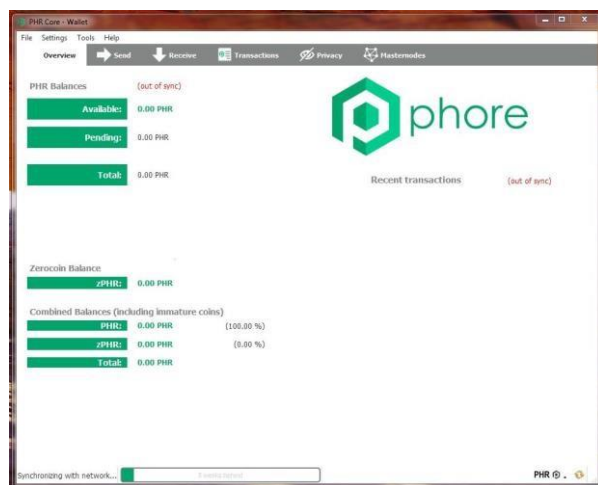 PHR Core - Wallet
File Settings Tools Help
Overview Send Receive Transactions Privacy Masternodes
PHR Balances (out of sync)
Available: 0.00 PHR
Pending: 0.00 PHR
Total: 0.00 PHR
phore
Recent transactions (out of sync)
Zerocoin Balance
zPHR: 0.00 PHR
Combined Balances (including immature coins)
PHR: 0.00 PHR (100.00 %)
zPHR: 0.00 PHR (0.00 %)
Total: 0.00 PHR
Synchronizing with network...
PHR